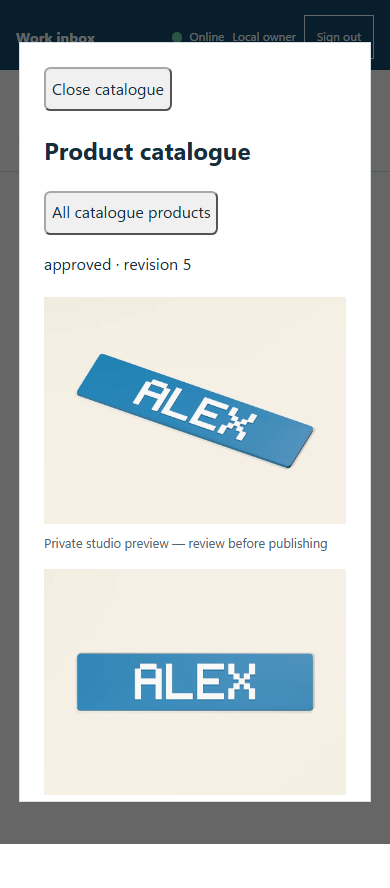 Work inbox
Online Local owner Sign out
Close catalogue
Product catalogue
All catalogue products
approved · revision 5
ALEX
Private studio preview — review before publishing
ALEX